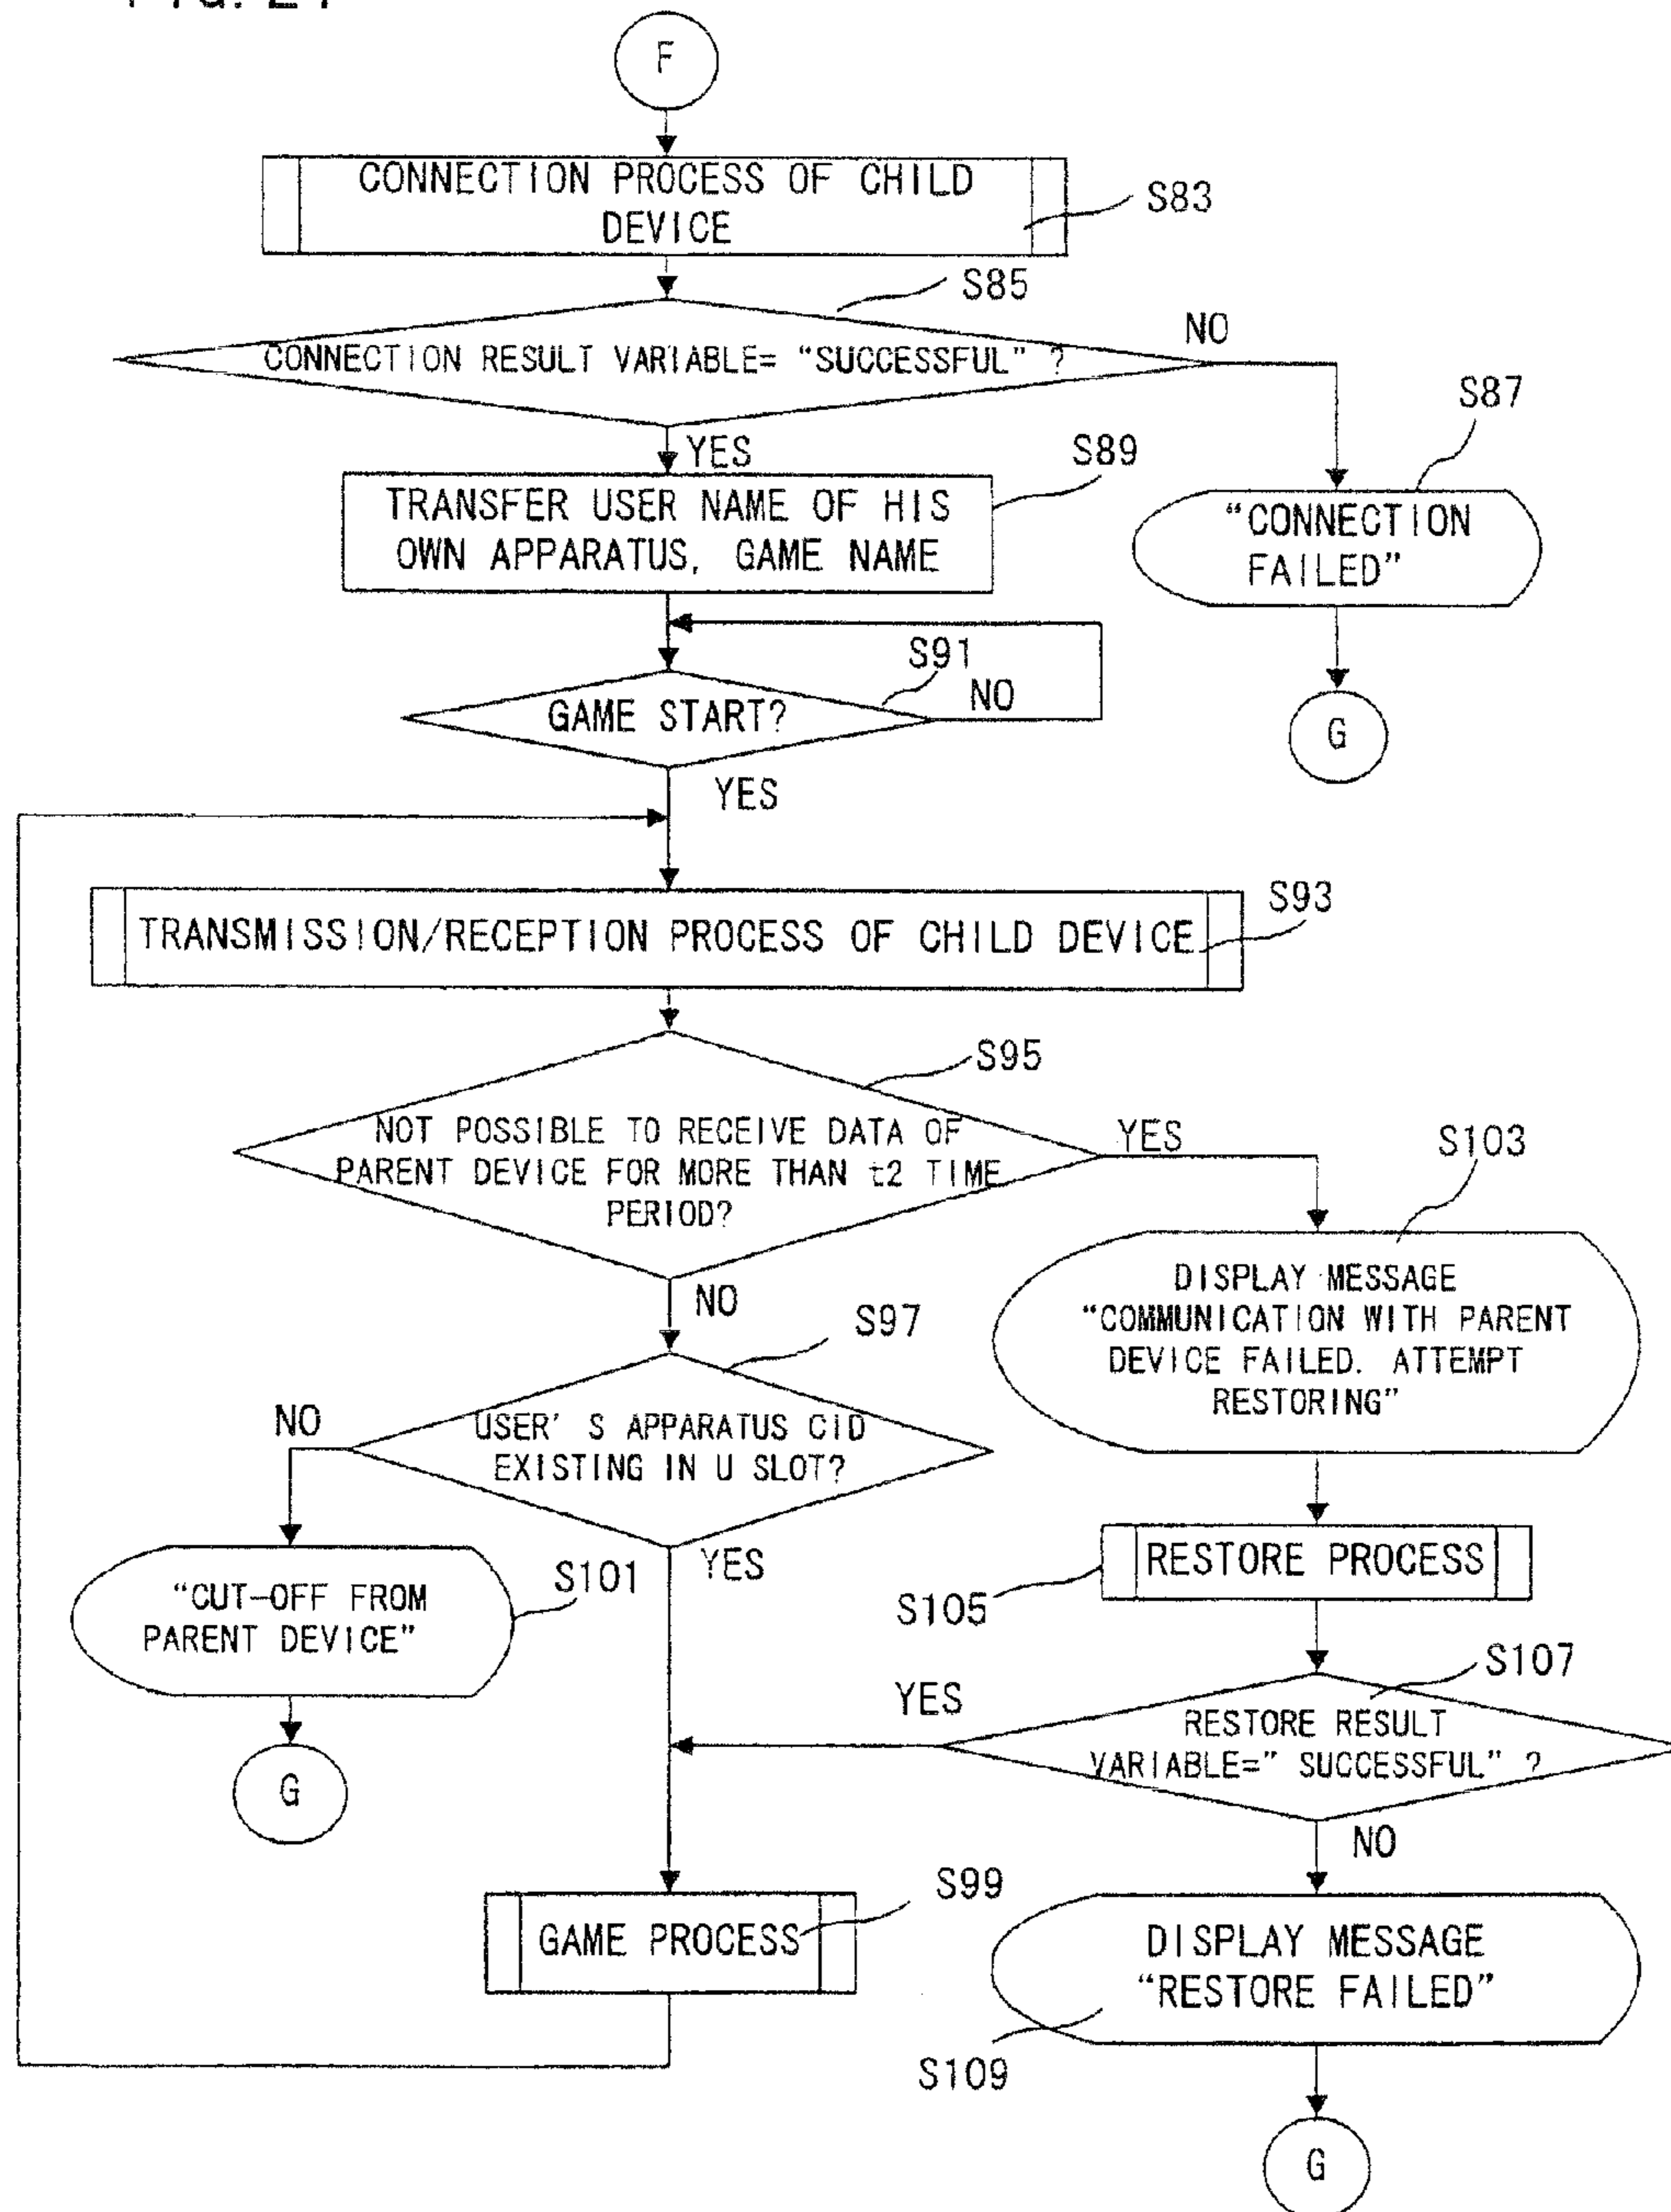 F
CONNECTION PROCESS OF CHILD
DEVICE
S83
S85
CONNECTION RESULT VARIABLE= “SUCCESSFUL” ?
NO
YES
S87
“CONNECTION
FAILED”
G
S89
TRANSFER USER NAME OF HIS
OWN APPARATUS, GAME NAME
S91
GAME START?
NO
YES
S93
TRANSMISSION/RECEPTION PROCESS OF CHILD DEVICE
S95
NOT POSSIBLE TO RECEIVE DATA OF
PARENT DEVICE FOR MORE THAN t2 TIME
PERIOD?
YES
NO
S103
DISPLAY MESSAGE
“COMMUNICATION WITH PARENT
DEVICE FAILED. ATTEMPT
RESTORING”
S97
USER' S APPARATUS CID
EXISTING IN U SLOT?
NO
YES
S101
“CUT-OFF FROM
PARENT DEVICE”
G
RESTORE PROCESS
S105
S107
RESTORE RESULT
VARIABLE=” SUCCESSFUL” ?
YES
NO
S99
GAME PROCESS
DISPLAY MESSAGE
“RESTORE FAILED”
S109
G